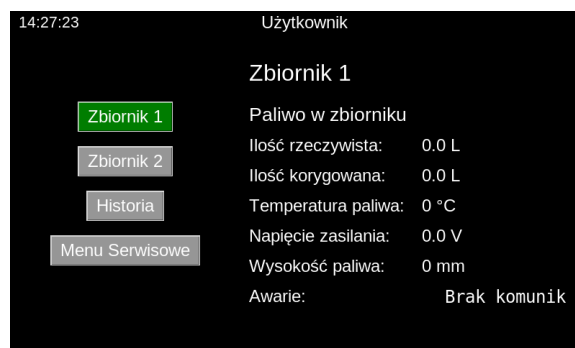 14:27:23 Użytkownik
Zbiornik 1
Zbiornik 1
Paliwo w zbiorniku
Ilość rzeczywista: 0.0 L
Zbiornik 2
Ilość korygowana: 0.0 L
Historia
Temperatura paliwa: 0 °C
Napięcie zasilania: 0.0 V
Menu Serwisowe
Wysokość paliwa: 0 mm
Awarie: Brak komunik